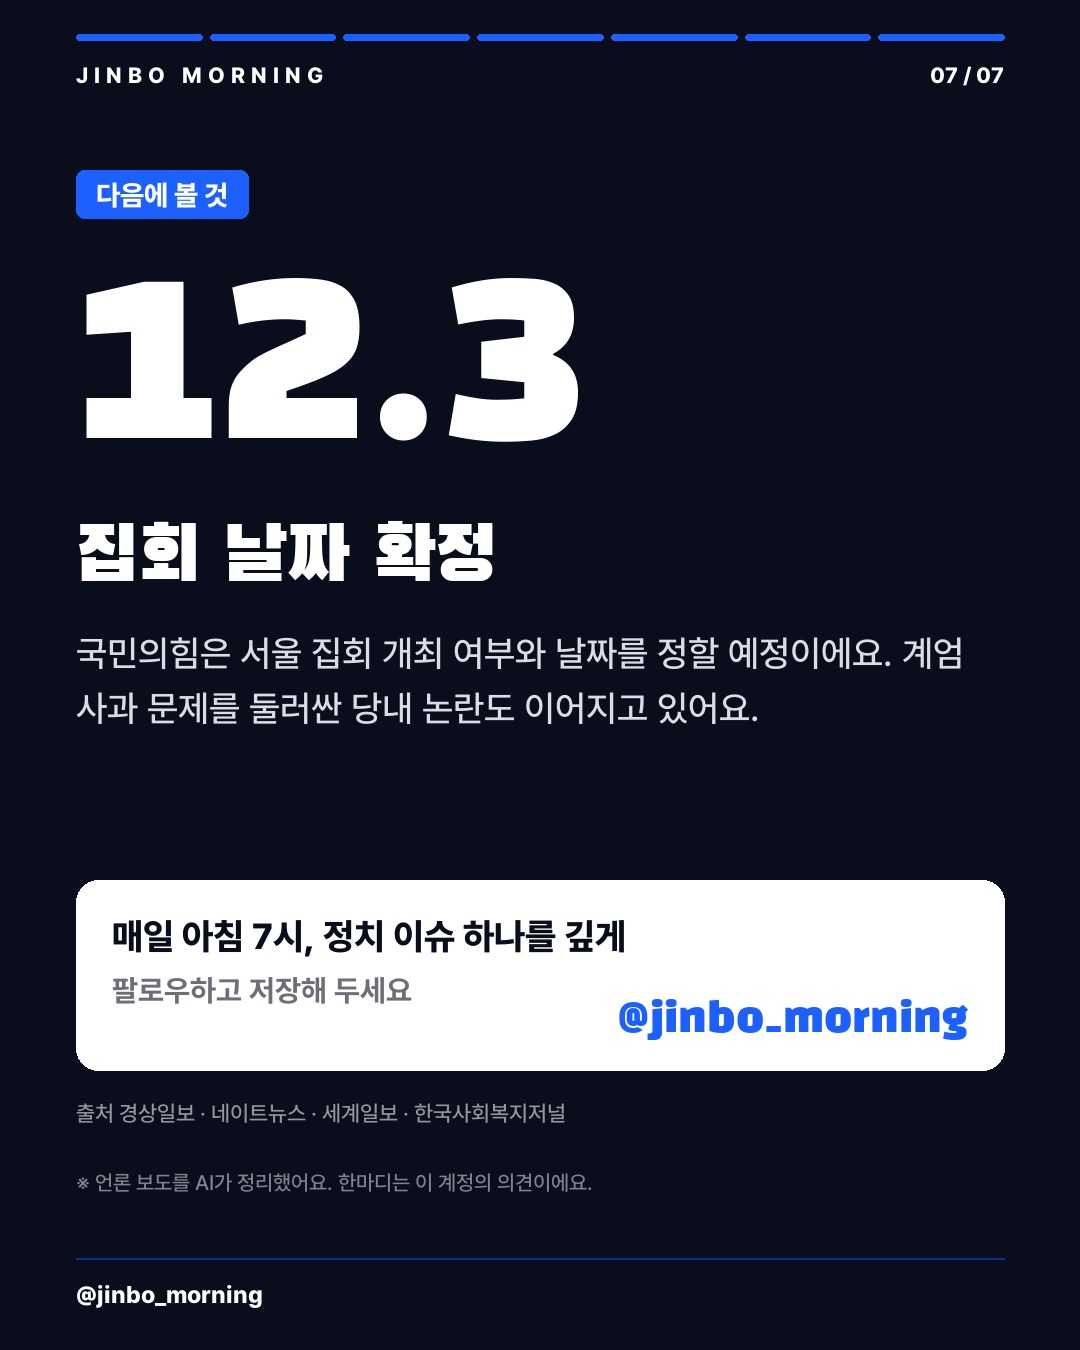 JINBO MORNING
07 / 07
다음에 볼 것
12.3
집회 날짜 확정
국민의힘은 서울 집회 개최 여부와 날짜를 정할 예정이에요. 계엄
사과 문제를 둘러싼 당내 논란도 이어지고 있어요.
매일 아침 7시, 정치 이슈 하나를 깊게
팔로우하고 저장해 두세요
@jinbo_morning
출처 경상일보 · 네이트뉴스 · 세계일보 · 한국사회복지저널
※ 언론 보도를 AI가 정리했어요. 한마디는 이 계정의 의견이에요.
@jinbo_morning